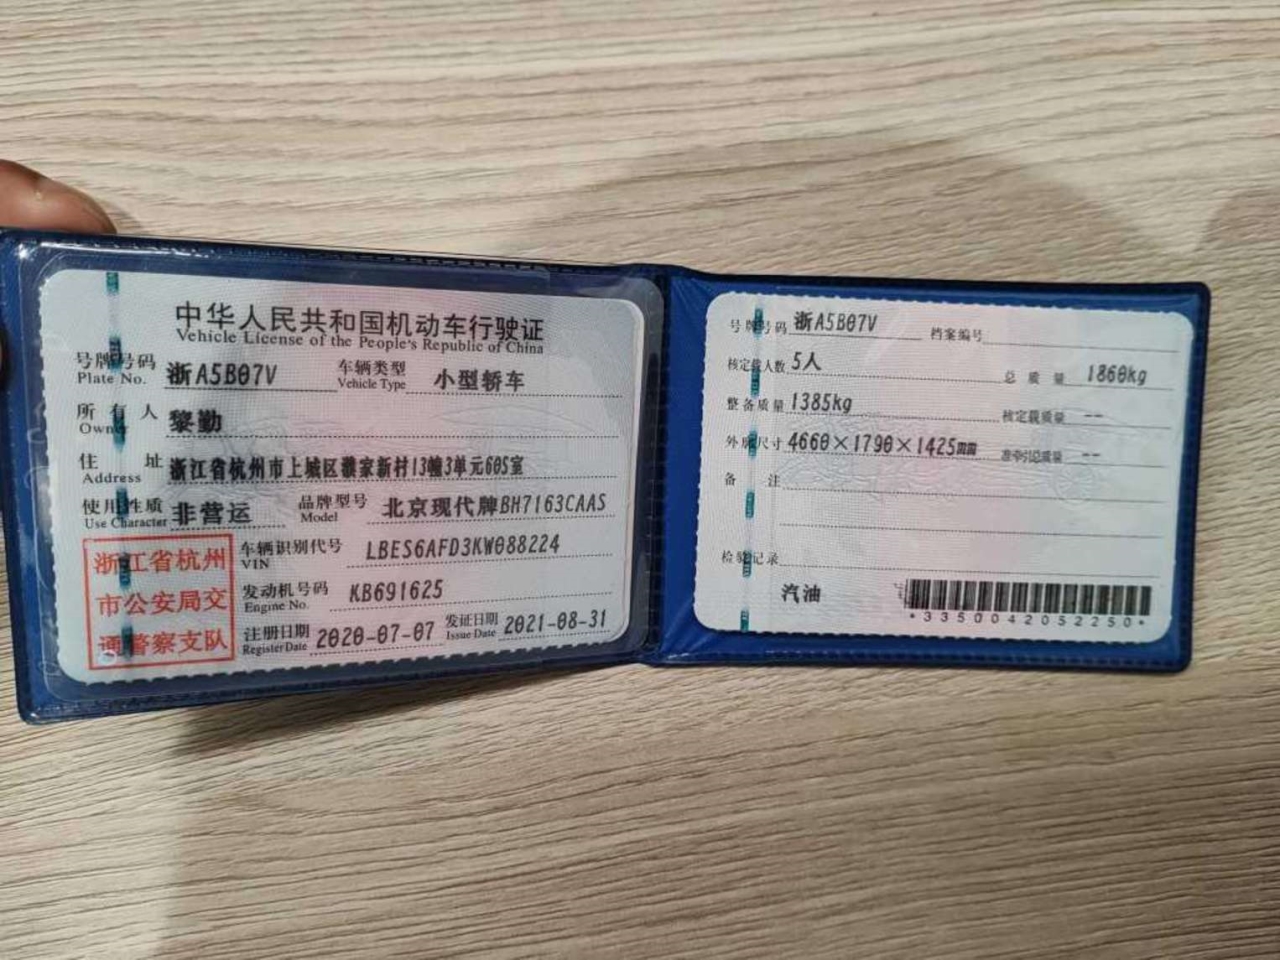 中华人民共和国机动车行驶证
Vehicle License of the People's Republic of China
号牌号码 浙A5B07V 车辆类型 小型轿车
Plate No. Vehicle Type
所有人 黎勤
Owner
住址 浙江省杭州市上城区濮家新村13幢3单元605室
Address
使用性质 非营运 品牌型号 北京现代牌BH7163CAAS
Use Character Model
浙江省杭州
市公安局交
通警察支队
车辆识别代号 LBES6AFD3KW088224
VIN
发动机号码 KB691625
Engine No.
注册日期 2020-07-07 发证日期 2021-08-31
Register Date Issue Date
号牌号码 浙A5B07V 档案编号
核定载人数 5人 总质量 1860kg
整备质量 1385kg 核定载质量 --
外廓尺寸 4660×1790×1425㎜ 准牵引总质量 --
备注
检验记录
汽油
*3350042052250*